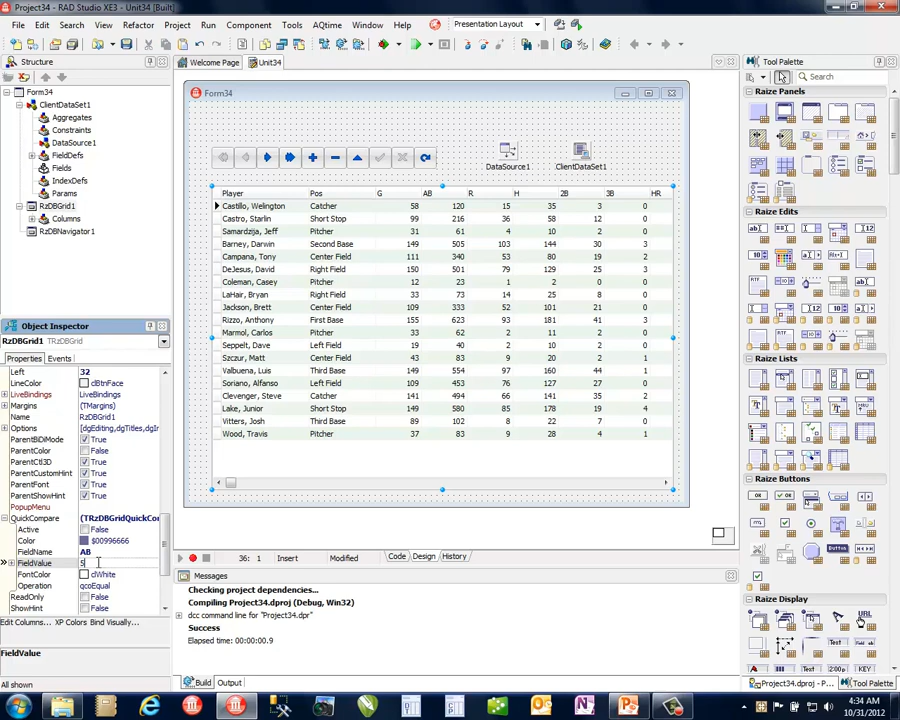 Project34 - RAD Studio XE3 - Unit34 [Built]
File Edit Search View Refactor Project Run Component Tools AQtime Window Help
Presentation Layout
Structure
Form34
ClientDataSet1
Aggregates
Constraints
DataSource1
FieldDefs
Fields
IndexDefs
Params
RzDBGrid1
Columns
RzDBNavigator1
Object Inspector
RzDBGrid1 TRzDBGrid
Properties Events
Left 32
LineColor clBtnFace
LiveBindings LiveBindings
Margins (TMargins)
Name RzDBGrid1
Options [dgEditing,dgTitles,dgI
ParentBiDiMode True
ParentColor False
ParentCtl3D True
ParentCustomHint True
ParentFont True
ParentShowHint True
PopupMenu
QuickCompare (TRzDBGridQuickCor
Active False
Color $00996666
FieldName AB
FieldValue 5
FontColor clWhite
Operation qcoEqual
ReadOnly False
ShowHint False
Edit Columns... XP Colors Bind Visually...
FieldValue
All shown
Welcome Page Unit34
Form34
DataSource1 ClientDataSet1
Player Pos G AB R H 2B 3B HR
Castillo, Welington Catcher 58 120 15 35 3 0
Castro, Starlin Short Stop 99 216 36 58 12 0
Samardzija, Jeff Pitcher 31 61 4 10 2 0
Barney, Darwin Second Base 149 505 103 144 30 3
Campana, Tony Center Field 111 340 53 80 19 2
DeJesus, David Right Field 150 501 79 129 25 3
Coleman, Casey Pitcher 12 23 1 2 0 0
LaHair, Bryan Right Field 33 73 14 25 8 0
Jackson, Brett Center Field 109 333 52 101 21 0
Rizzo, Anthony First Base 155 623 93 181 41 3
Marmol, Carlos Pitcher 33 62 2 11 2 0
Seppelt, Dave Left Field 19 40 2 10 2 0
Szczur, Matt Center Field 43 83 9 20 2 1
Valbuena, Luis Third Base 149 554 97 160 44 1
Soriano, Alfanso Left Field 109 453 76 127 27 0
Clevenger, Steve Catcher 141 494 66 141 35 2
Lake, Junior Short Stop 149 580 85 178 19 4
Vitters, Josh Third Base 89 102 8 22 7 0
Wood, Travis Pitcher 37 83 9 28 4 1
36: 1 Insert Modified Code Design History
Messages
Checking project dependencies...
Compiling Project34.dproj (Debug, Win32)
dcc command line for "Project34.dpr"
Success
Elapsed time: 00:00:00.9
Build Output
Tool Palette
Search
Raize Panels
Raize Edits
Raize Lists
Raize Buttons
Raize Display
Project34.dproj - P... Tool Palette
4:34 AM
10/31/2012